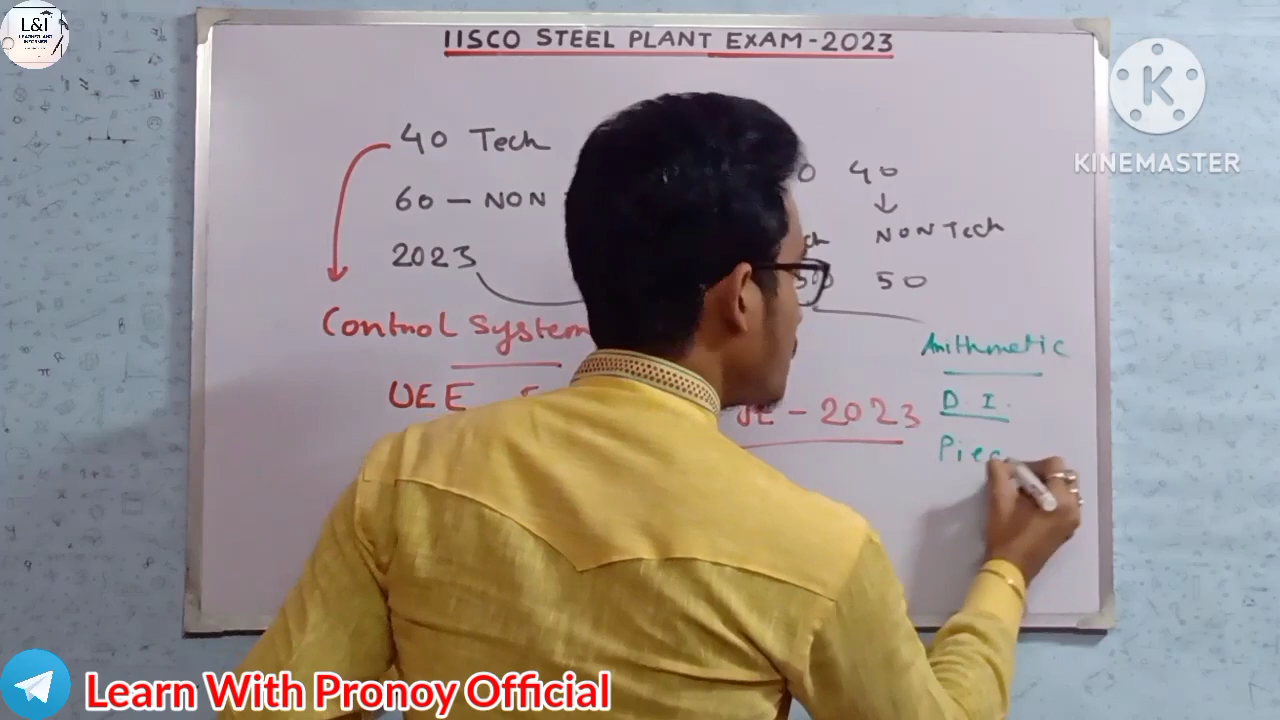 L&I
IISCO STEEL PLANT EXAM-2023
KINEMASTER
40 Tech
60 - NON
2023
40
NON Tech
50 50
Control System
UEE
JE - 2023
Arithmetic
D.I.
Piec
Learn With Pronoy Official